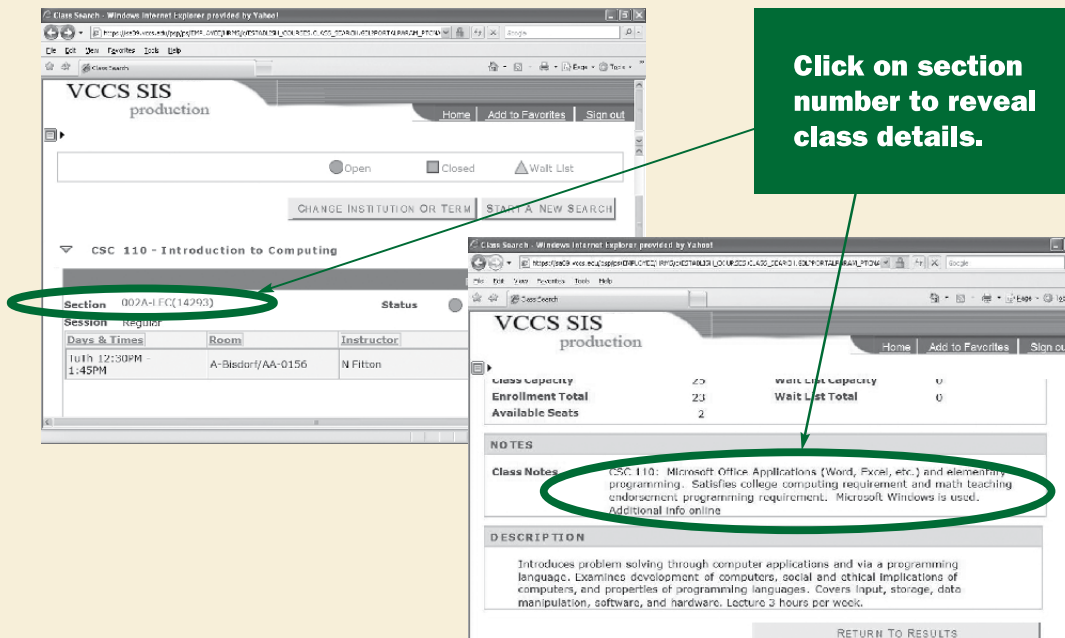 Class Search - Windows Internet Explorer provided by Yahoo!
Google
File Edit View Favorites Tools Help
Class Search
Page Tools
VCCS SIS
production
Home Add to Favorites Sign out
Open Closed Wait List
CHANGE INSTITUTION OR TERM START A NEW SEARCH
CSC 110 - Introduction to Computing
Section 002A-LEC(14293) Status
Session Regular
Days & Times Room Instructor
TuTh 12:30PM - A-Bisdorf/AA-0156 N Fitton
1:45PM
Click on section
number to reveal
class details.
Class Search - Windows Internet Explorer provided by Yahoo!
Google
File Edit View Favorites Tools Help
Class Search
Page
VCCS SIS
production
Home Add to Favorites Sign ou
Class Capacity 25 Wait List Capacity 0
Enrollment Total 23 Wait List Total 0
Available Seats 2
NOTES
Class Notes CSC 110: Microsoft Office Applications (Word, Excel, etc.) and elementary
programming. Satisfies college computing requirement and math teaching
endorsement programming requirement. Microsoft Windows is used.
Additional info online
DESCRIPTION
Introduces problem solving through computer applications and via a programming
language. Examines development of computers, social and ethical implications of
computers, and properties of programming languages. Covers input, storage, data
manipulation, software, and hardware. Lecture 3 hours per week.
RETURN TO RESULTS